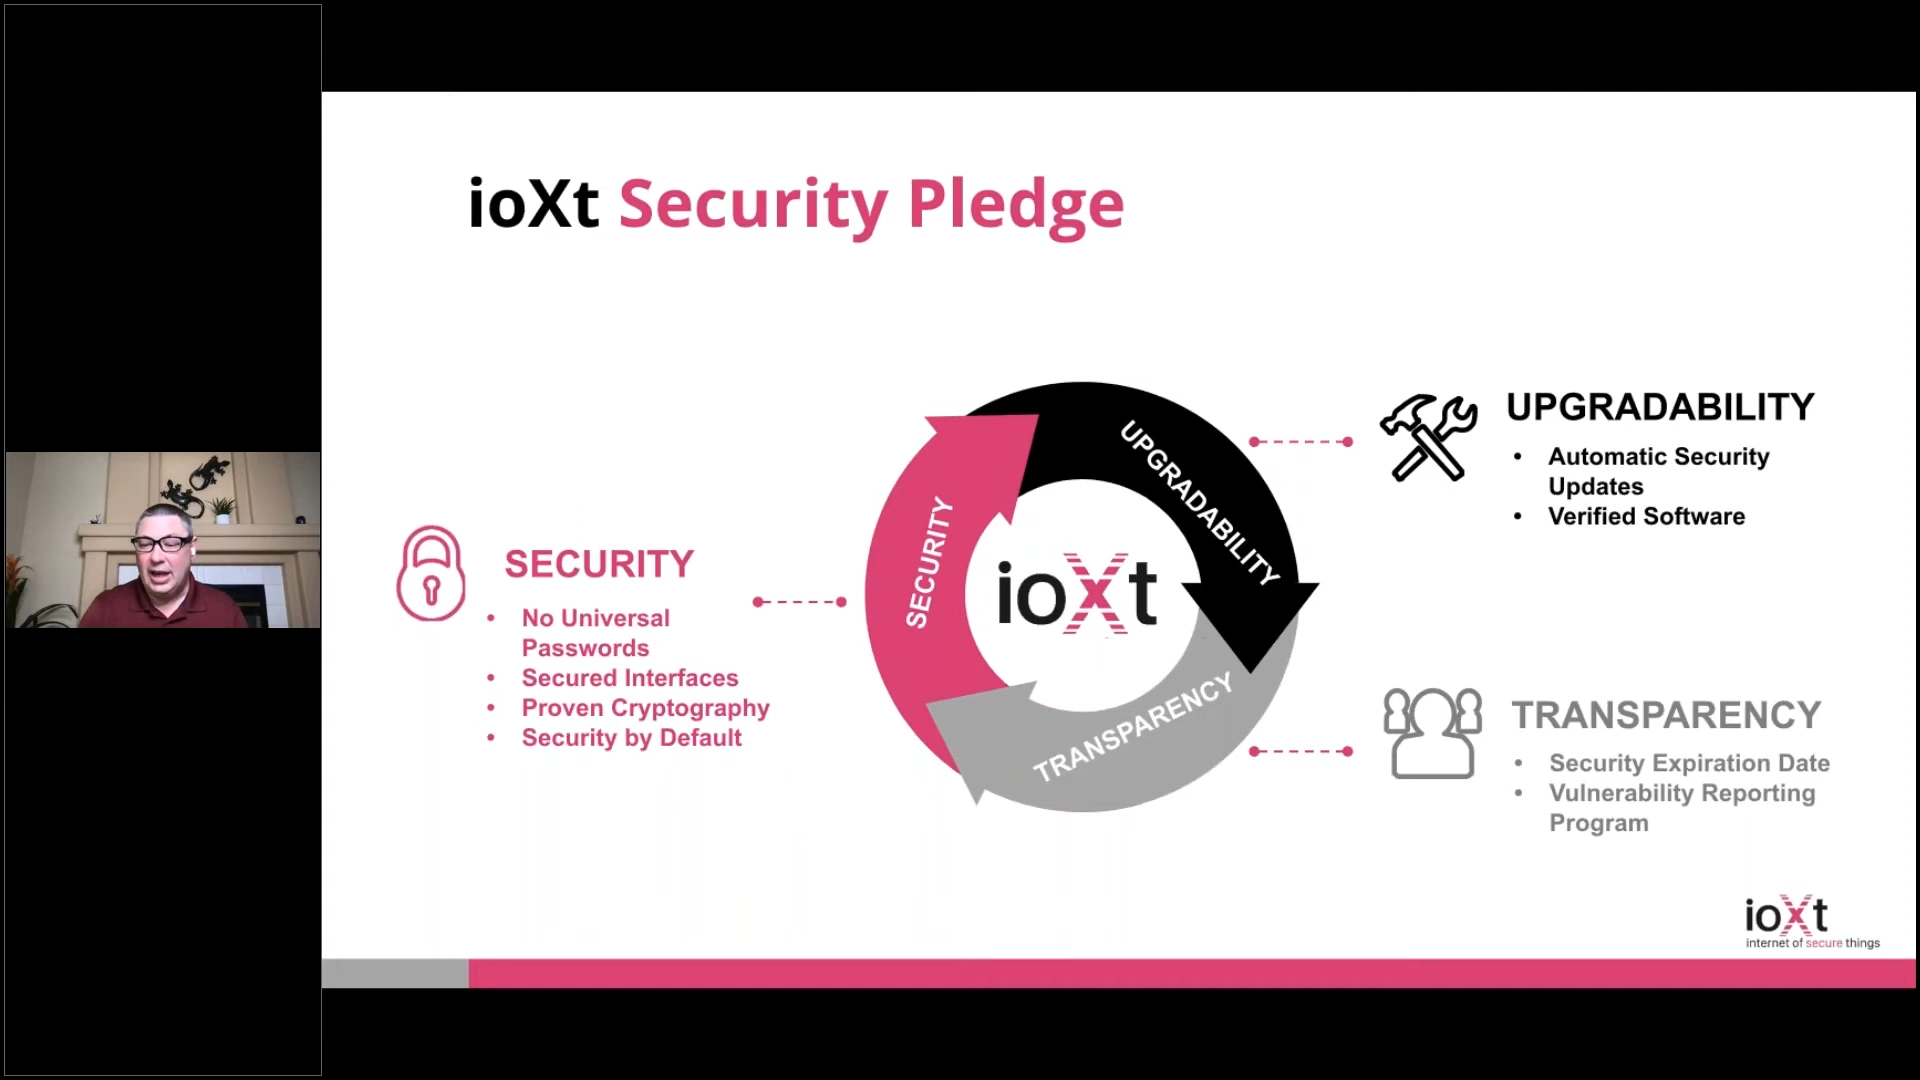 ioXt Security Pledge
SECURITY
No Universal
Passwords
Secured Interfaces
Proven Cryptography
Security by Default
SECURITY
UPGRADABILITY
TRANSPARENCY
ioXt
UPGRADABILITY
Automatic Security
Updates
Verified Software
TRANSPARENCY
Security Expiration Date
Vulnerability Reporting
Program
ioXt
internet of secure things